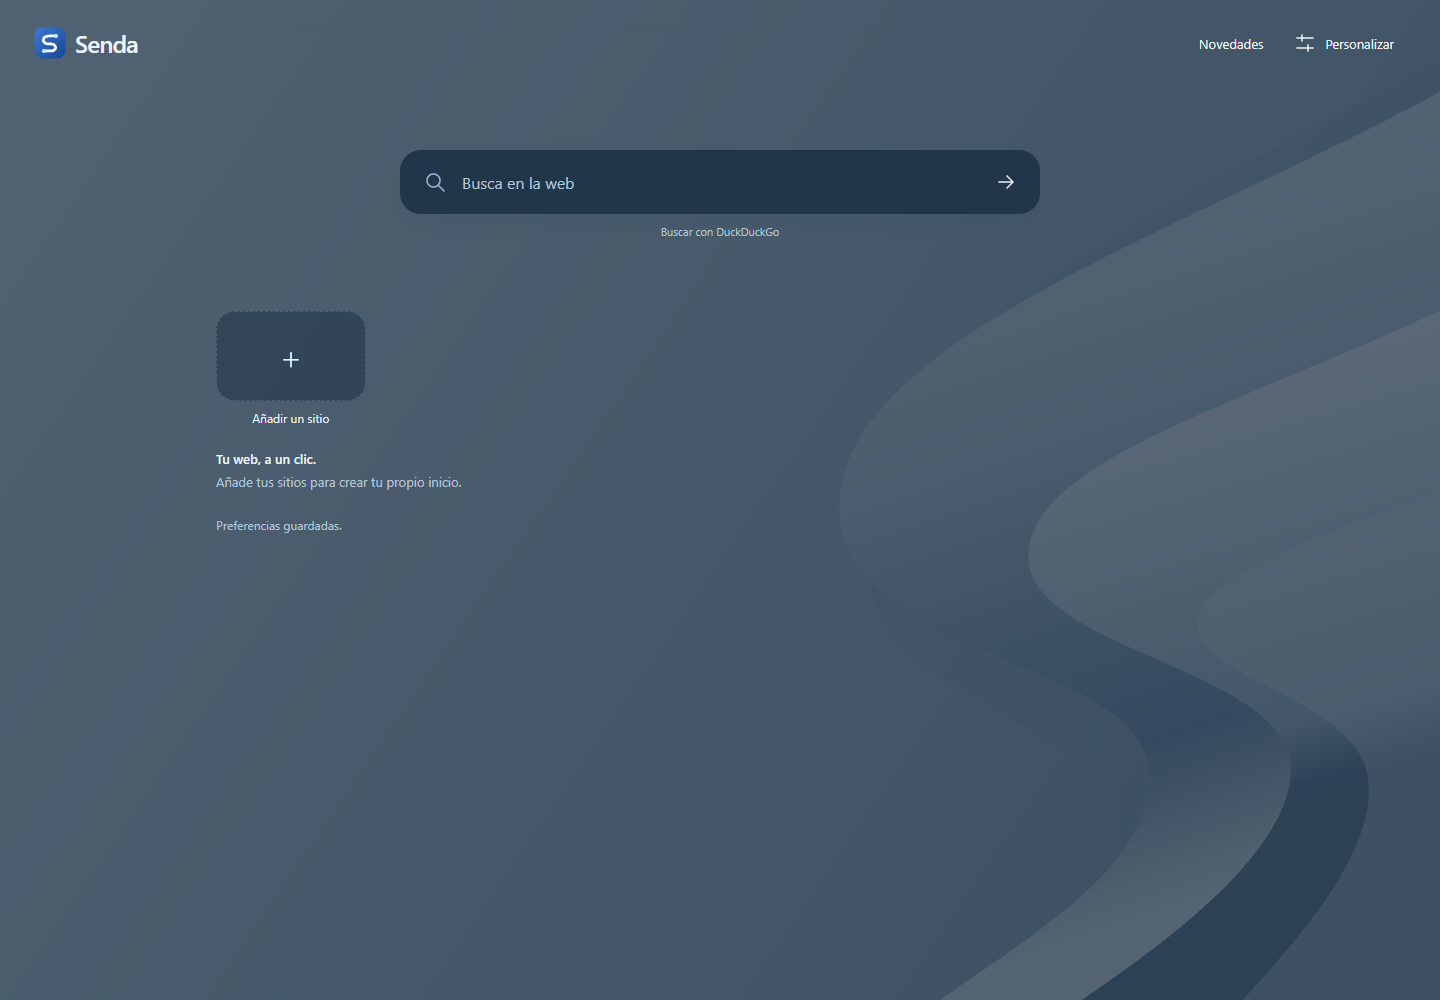 Senda
Novedades
Personalizar
Busca en la web
Buscar con DuckDuckGo
Añadir un sitio
Tu web, a un clic.
Añade tus sitios para crear tu propio inicio.
Preferencias guardadas.